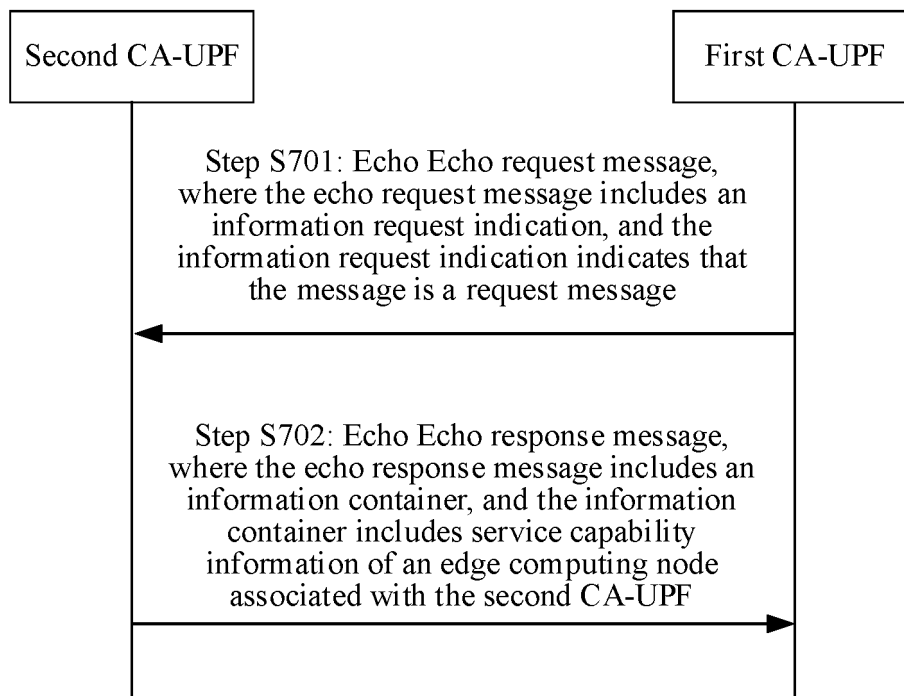 Second CA-UPF
First CA-UPF
Step S701: Echo Echo request message,
where the echo request message includes an
information request indication, and the
information request indication indicates that
the message is a request message
Step S702: Echo Echo response message,
where the echo response message includes an
information container, and the information
container includes service capability
information of an edge computing node
associated with the second CA-UPF